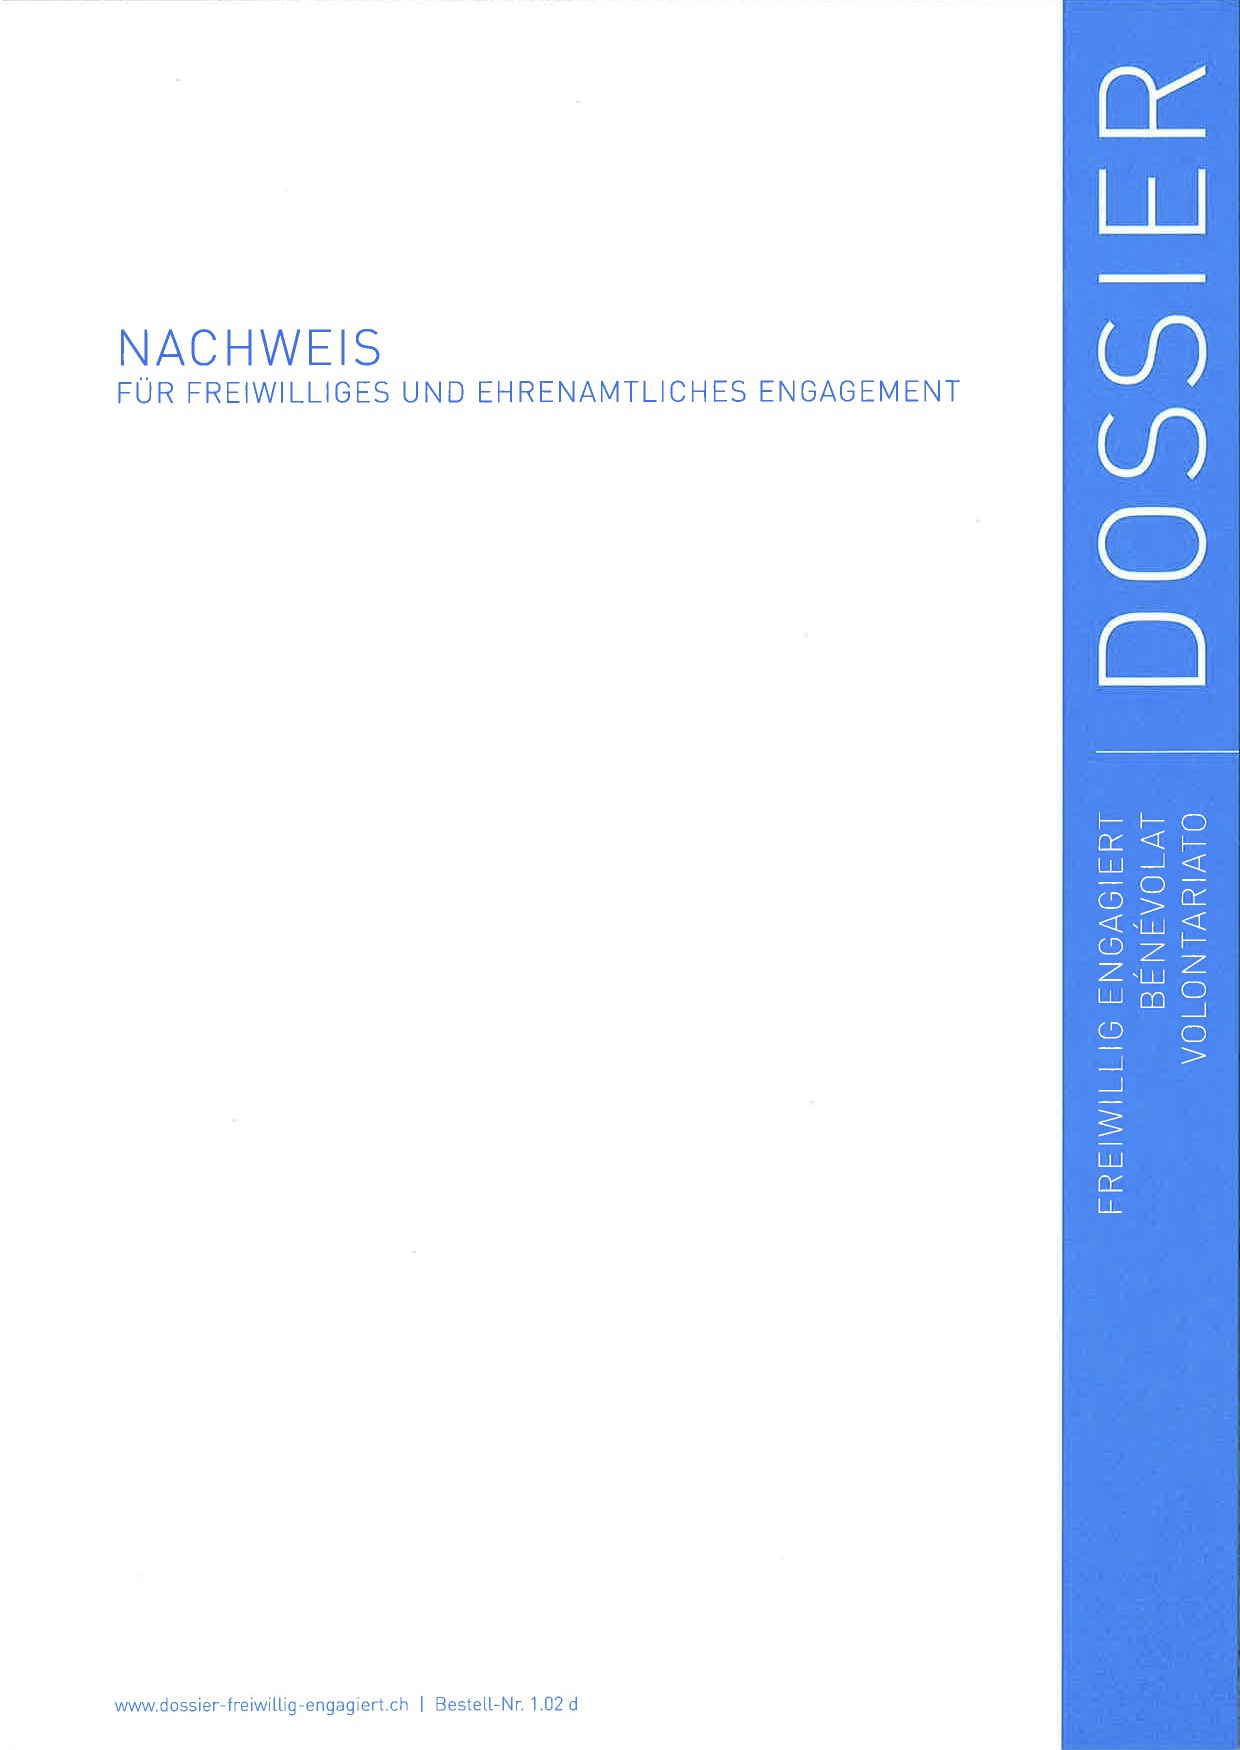 NACHWEIS
FÜR FREIWILLIGES UND EHRENAMTLICHES ENGAGEMENT
DOSSIER
FREIWILLIG ENGAGIERT
BÉNÉVOLAT
VOLONTARIATO
www.dossier-freiwillig-engagiert.ch | Bestell-Nr. 1.02 d